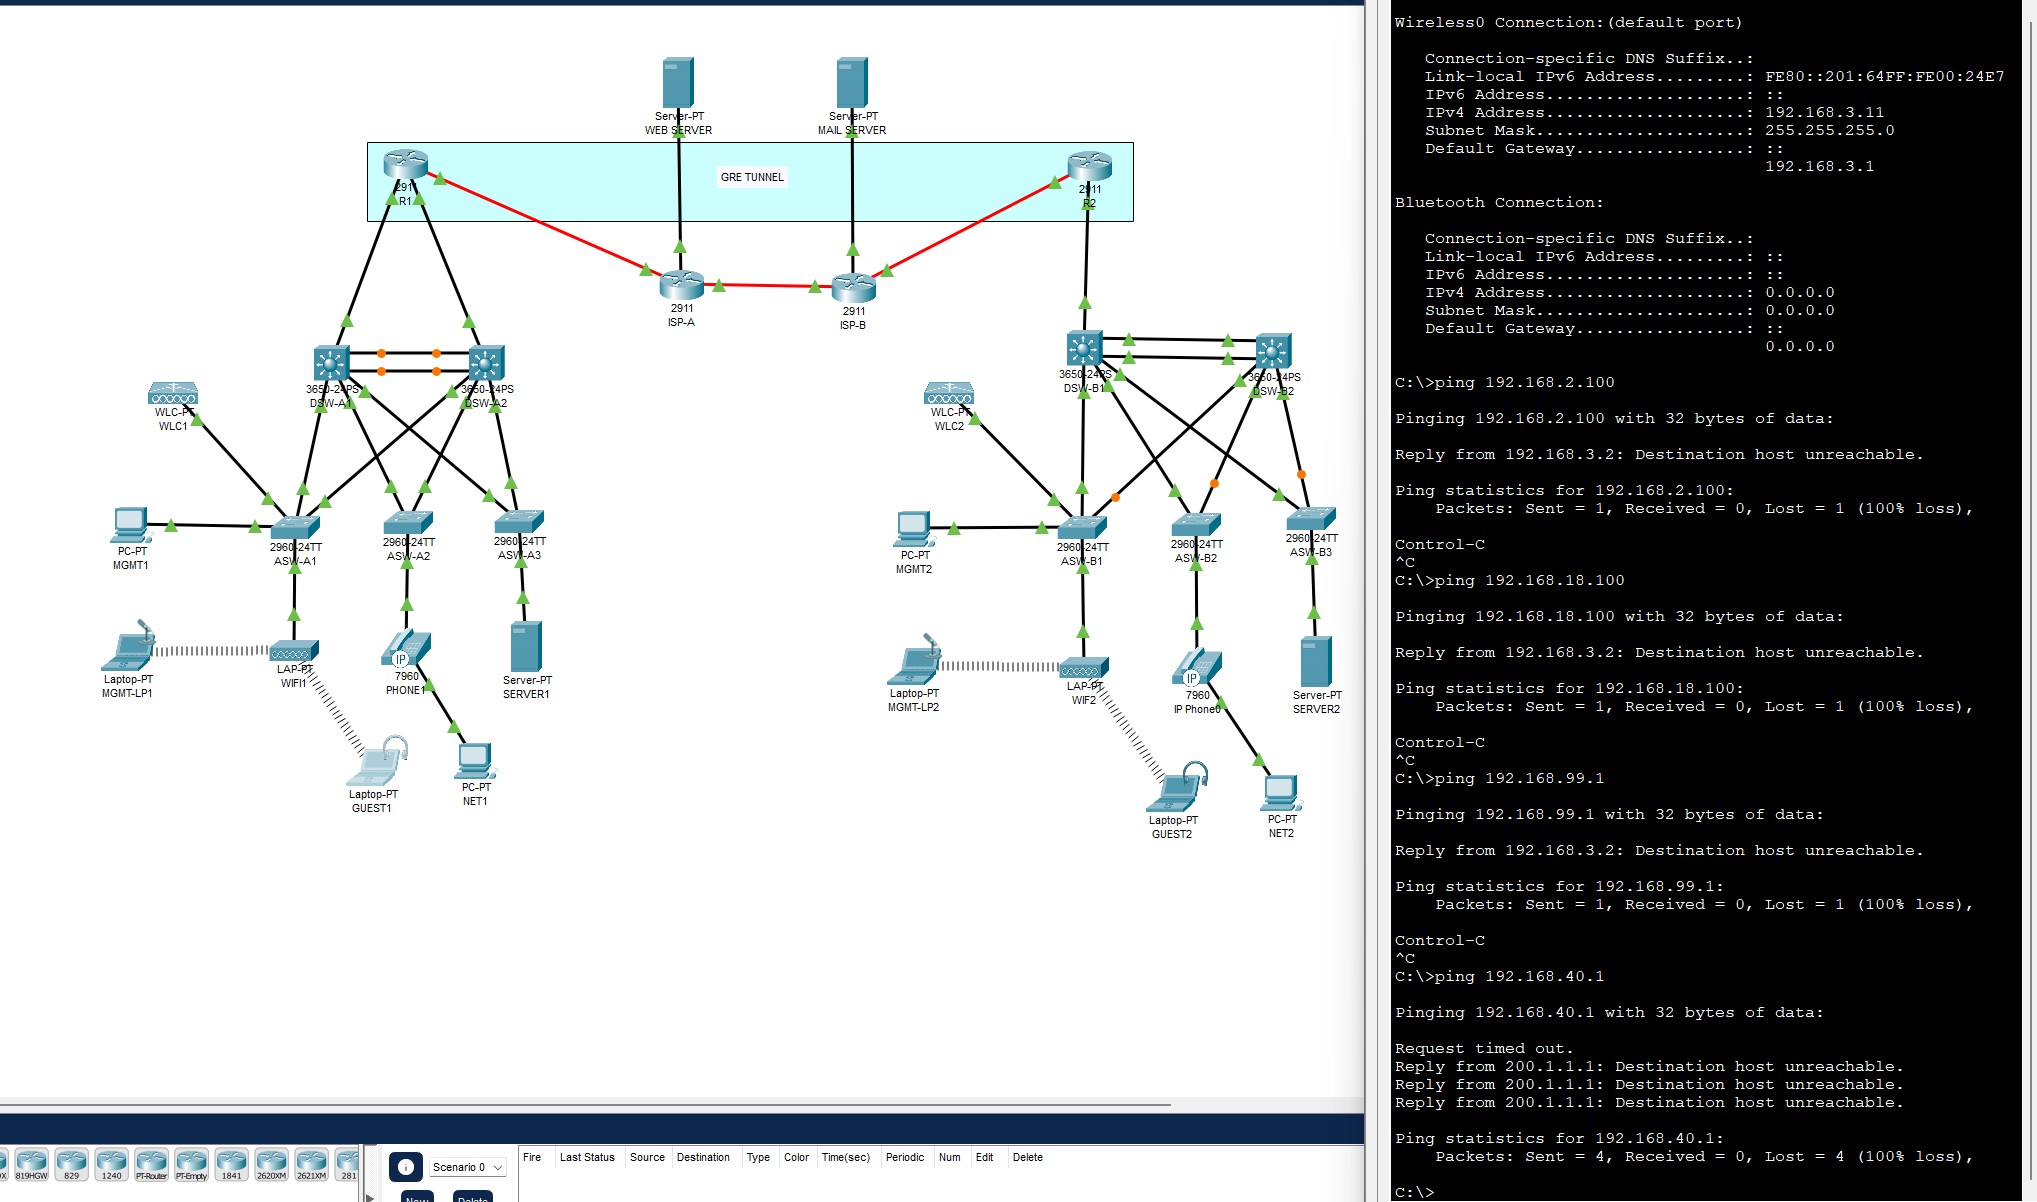 Server-PT
WEB SERVER
Server-PT
MAIL SERVER
GRE TUNNEL
2911
R1
2911
R2
2911
ISP-A
2911
ISP-B
3650-24PS
DSW-A1
3650-24PS
DSW-A2
3650-24PS
DSW-B1
3650-24PS
DSW-B2
WLC-PT
WLC1
WLC-PT
WLC2
PC-PT
MGMT1
2960-24TT
ASW-A1
2960-24TT
ASW-A2
2960-24TT
ASW-A3
PC-PT
MGMT2
2960-24TT
ASW-B1
2960-24TT
ASW-B2
2960-24TT
ASW-B3
Laptop-PT
MGMT-LP1
LAP-PT
WIFI1
IP
7960
PHONE1
Server-PT
SERVER1
Laptop-PT
MGMT-LP2
LAP-PT
WIF2
IP
7960
IP Phone0
Server-PT
SERVER2
Laptop-PT
GUEST1
PC-PT
NET1
Laptop-PT
GUEST2
PC-PT
NET2
819HGW
829
1240
PT-Router
PT-Empty
1841
2620XM
2621XM
281
Scenario 0
New
Delete
Fire Last Status Source Destination Type Color Time(sec) Periodic Num Edit Delete
Wireless0 Connection:(default port)
Connection-specific DNS Suffix..:
Link-local IPv6 Address.........: FE80::201:64FF:FE00:24E7
IPv6 Address....................: ::
IPv4 Address....................: 192.168.3.11
Subnet Mask.....................: 255.255.255.0
Default Gateway.................: ::
192.168.3.1
Bluetooth Connection:
Connection-specific DNS Suffix..:
Link-local IPv6 Address.........: ::
IPv6 Address....................: ::
IPv4 Address....................: 0.0.0.0
Subnet Mask.....................: 0.0.0.0
Default Gateway.................: ::
0.0.0.0
C:\>ping 192.168.2.100
Pinging 192.168.2.100 with 32 bytes of data:
Reply from 192.168.3.2: Destination host unreachable.
Ping statistics for 192.168.2.100:
Packets: Sent = 1, Received = 0, Lost = 1 (100% loss),
Control-C
^C
C:\>ping 192.168.18.100
Pinging 192.168.18.100 with 32 bytes of data:
Reply from 192.168.3.2: Destination host unreachable.
Ping statistics for 192.168.18.100:
Packets: Sent = 1, Received = 0, Lost = 1 (100% loss),
Control-C
^C
C:\>ping 192.168.99.1
Pinging 192.168.99.1 with 32 bytes of data:
Reply from 192.168.3.2: Destination host unreachable.
Ping statistics for 192.168.99.1:
Packets: Sent = 1, Received = 0, Lost = 1 (100% loss),
Control-C
^C
C:\>ping 192.168.40.1
Pinging 192.168.40.1 with 32 bytes of data:
Request timed out.
Reply from 200.1.1.1: Destination host unreachable.
Reply from 200.1.1.1: Destination host unreachable.
Reply from 200.1.1.1: Destination host unreachable.
Ping statistics for 192.168.40.1:
Packets: Sent = 4, Received = 0, Lost = 4 (100% loss),
C:\>